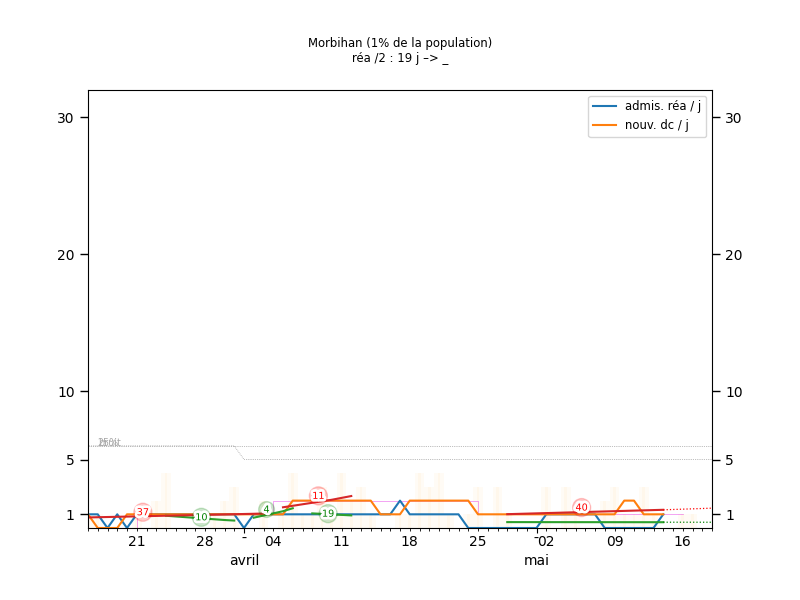 Morbihan (1% de la population)
réa /2 : 19 j –> _
admis. réa / j
nouv. dc / j
30 30
20 20
10 10
5 5
1 1
37 10 4 11 19 40
21 28 - 04 11 18 25 - 02 09 16
avril mai